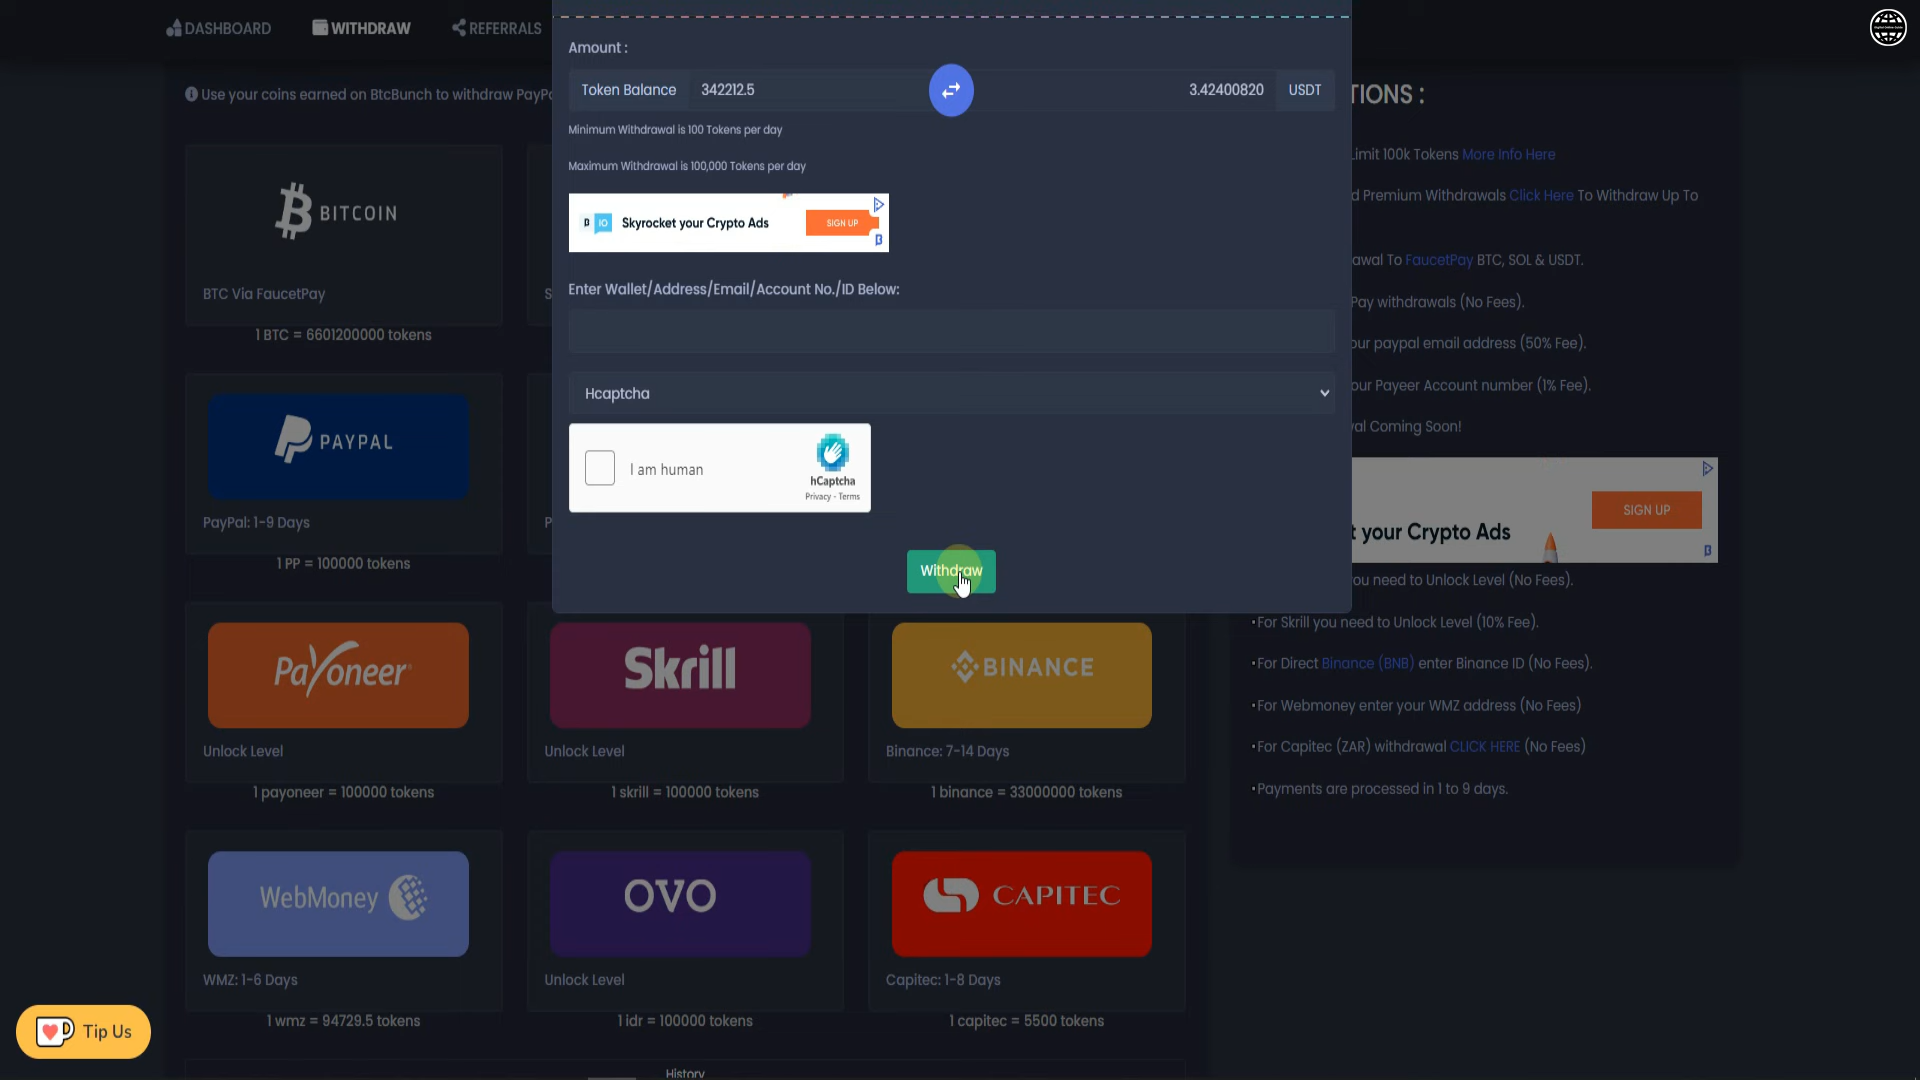 DASHBOARD
WITHDRAW
REFERRALS
Use your coins earned on BtcBunch to withdraw
BITCOIN
BTC Via FaucetPay
1 BTC = 6601200000 tokens
PAYPAL
PayPal: 1-9 Days
1 PP = 100000 tokens
Amount :
Token Balance 342212.5
3.42400820 USDT
Minimum Withdrawal is 100 Tokens per day
Maximum Withdrawal is 100,000 Tokens per day
Skyrocket your Crypto Ads
SIGN UP
Enter Wallet/Address/Email/Account No./ID Below:
Hcaptcha
I am human
hCaptcha
Privacy - Terms
Withdraw
TIONS :
Limit 100k Tokens More Info Here
d Premium Withdrawals Click Here To Withdraw Up To
awal To FaucetPay BTC, SOL & USDT.
Pay withdrawals (No Fees).
our paypal email address (50% Fee).
our Payeer Account number (1% Fee).
al Coming Soon!
t your Crypto Ads
SIGN UP
ou need to Unlock Level (No Fees).
•For Skrill you need to Unlock Level (10% Fee).
•For Direct Binance (BNB) enter Binance ID (No Fees).
•For Webmoney enter your WMZ address (No Fees)
•For Capitec (ZAR) withdrawal CLICK HERE (No Fees)
•Payments are processed in 1 to 9 days.
Payoneer
Unlock Level
1 payoneer = 100000 tokens
Skrill
Unlock Level
1 skrill = 100000 tokens
BINANCE
Binance: 7-14 Days
1 binance = 33000000 tokens
WebMoney
WMZ: 1-6 Days
1 wmz = 94729.5 tokens
OVO
Unlock Level
1 idr = 100000 tokens
CAPITEC
Capitec: 1-8 Days
1 capitec = 5500 tokens
Tip Us
History